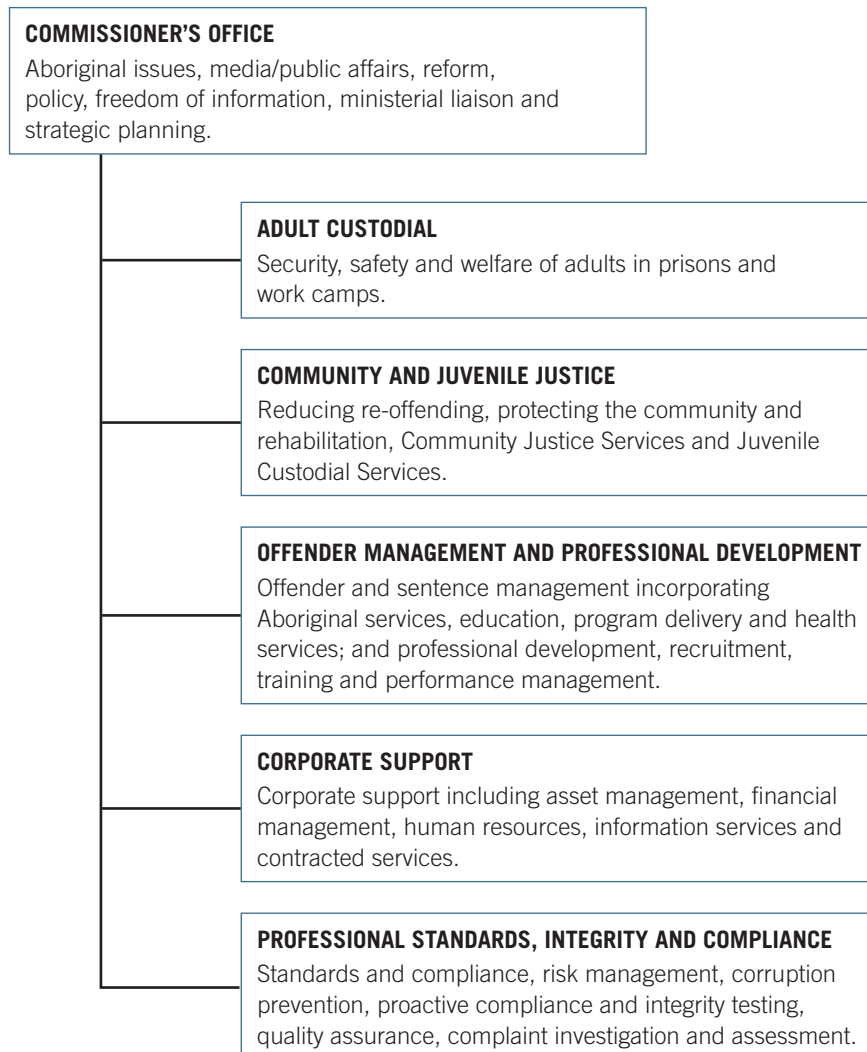 COMMISSIONER’S OFFICE
Aboriginal issues, media/public affairs, reform,
policy, freedom of information, ministerial liaison and
strategic planning.
ADULT CUSTODIAL
Security, safety and welfare of adults in prisons and
work camps.
COMMUNITY AND JUVENILE JUSTICE
Reducing re-offending, protecting the community and
rehabilitation, Community Justice Services and Juvenile
Custodial Services.
OFFENDER MANAGEMENT AND PROFESSIONAL DEVELOPMENT
Offender and sentence management incorporating
Aboriginal services, education, program delivery and health
services; and professional development, recruitment,
training and performance management.
CORPORATE SUPPORT
Corporate support including asset management, financial
management, human resources, information services and
contracted services.
PROFESSIONAL STANDARDS, INTEGRITY AND COMPLIANCE
Standards and compliance, risk management, corruption
prevention, proactive compliance and integrity testing,
quality assurance, complaint investigation and assessment.